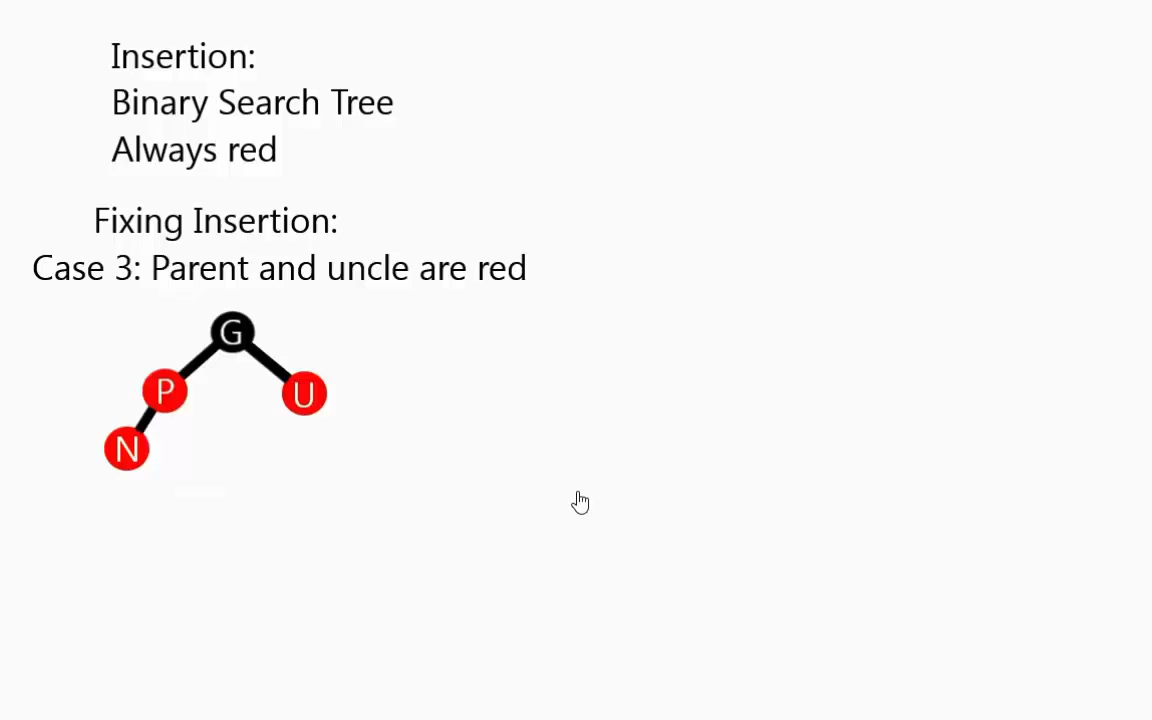 Insertion:
Binary Search Tree
Always red
Fixing Insertion:
Case 3: Parent and uncle are red
G
P
U
N